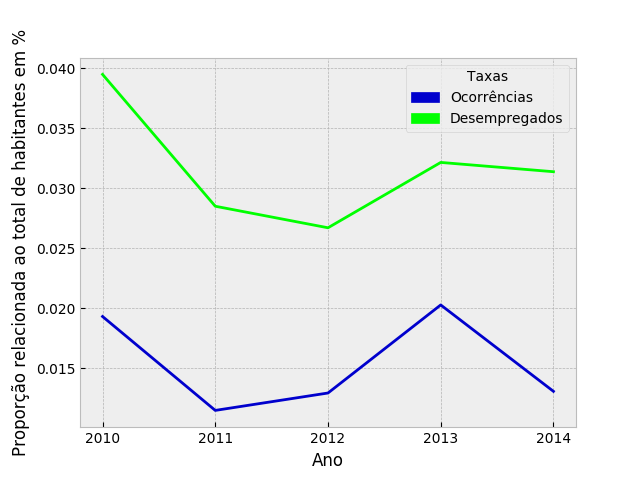 Proporção relacionada ao total de habitantes em %
0.040
0.035
0.030
0.025
0.020
0.015
Taxas
Ocorrências
Desempregados
2010 2011 2012 2013 2014
Ano